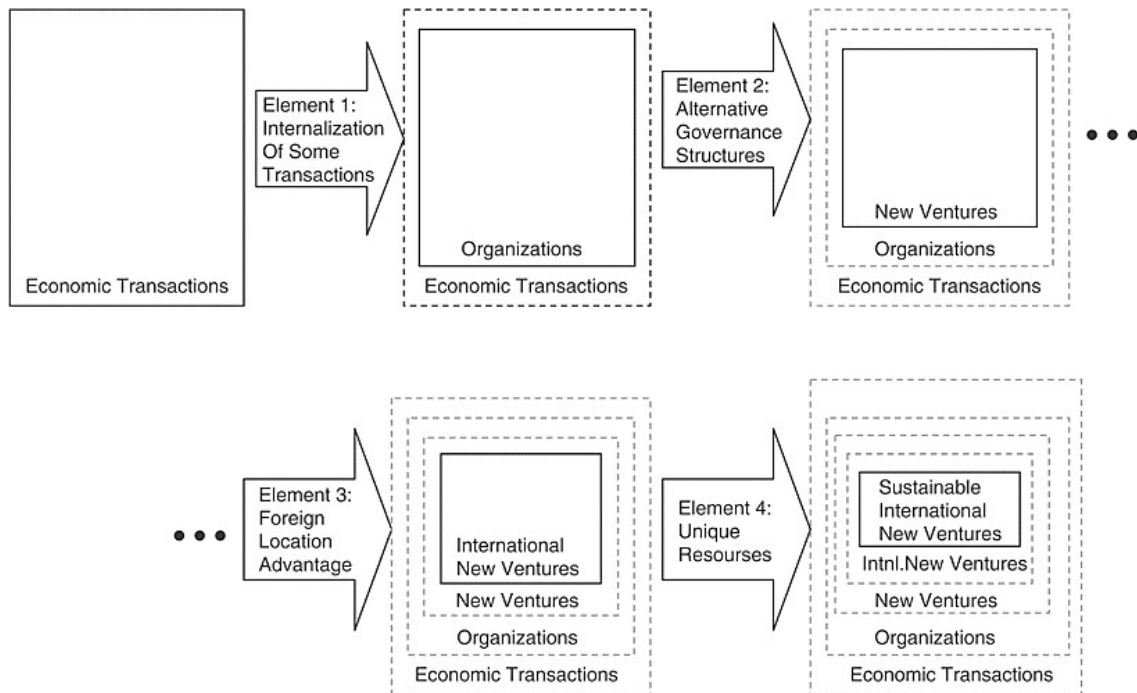 Economic Transactions
Element 1:
Internalization
Of Some
Transactions
Organizations
Economic Transactions
Element 2:
Alternative
Governance
Structures
New Ventures
Organizations
Economic Transactions
Element 3:
Foreign
Location
Advantage
International
New Ventures
New Ventures
Organizations
Economic Transactions
Element 4:
Unique
Resourses
Sustainable
International
New Ventures
Intnl.New Ventures
New Ventures
Organizations
Economic Transactions